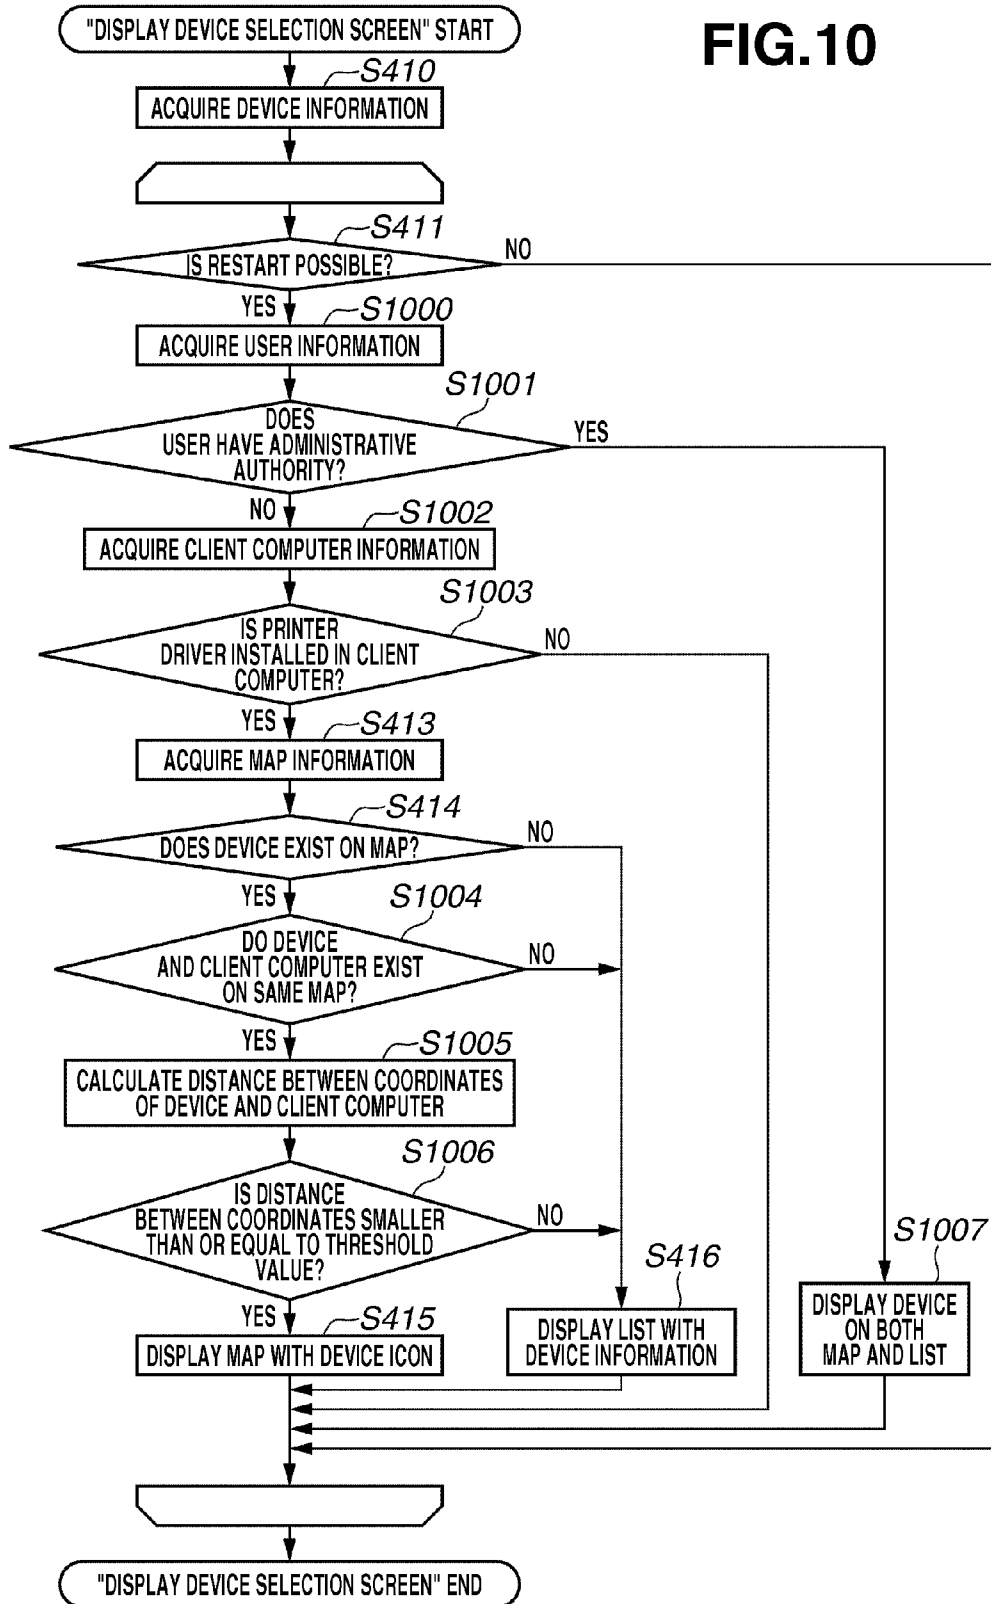 FIG.10
"DISPLAY DEVICE SELECTION SCREEN" START
S410
ACQUIRE DEVICE INFORMATION
S411
IS RESTART POSSIBLE?
NO
YES
S1000
ACQUIRE USER INFORMATION
S1001
DOES
USER HAVE ADMINISTRATIVE
AUTHORITY?
YES
NO
S1002
ACQUIRE CLIENT COMPUTER INFORMATION
S1003
IS PRINTER
DRIVER INSTALLED IN CLIENT
COMPUTER?
NO
YES
S413
ACQUIRE MAP INFORMATION
S414
DOES DEVICE EXIST ON MAP?
NO
YES
S1004
DO DEVICE
AND CLIENT COMPUTER EXIST
ON SAME MAP?
NO
YES
S1005
CALCULATE DISTANCE BETWEEN COORDINATES
OF DEVICE AND CLIENT COMPUTER
S1006
IS DISTANCE
BETWEEN COORDINATES SMALLER
THAN OR EQUAL TO THRESHOLD
VALUE?
NO
YES
S415
DISPLAY MAP WITH DEVICE ICON
S416
DISPLAY LIST WITH
DEVICE INFORMATION
S1007
DISPLAY DEVICE
ON BOTH
MAP AND LIST
"DISPLAY DEVICE SELECTION SCREEN" END